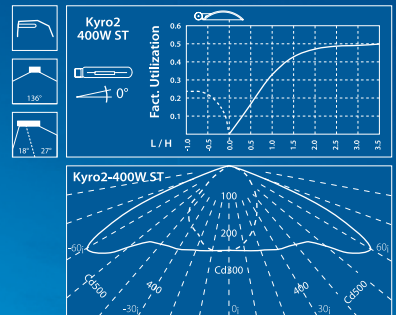 Kyro2
400W ST
0°
136°
18° 27°
Fact. Utilization
0.6
0.5
0.4
0.3
0.2
0.1
L / H
-1.0 -0.5 0.0 0.5 1.0 1.5 2.0 2.5 3.0 3.5
Kyro2-400W ST
100
200
Cd300
-60¡ 60¡
Cd500 400 400 Cd500
-30¡ 0¡ 30¡